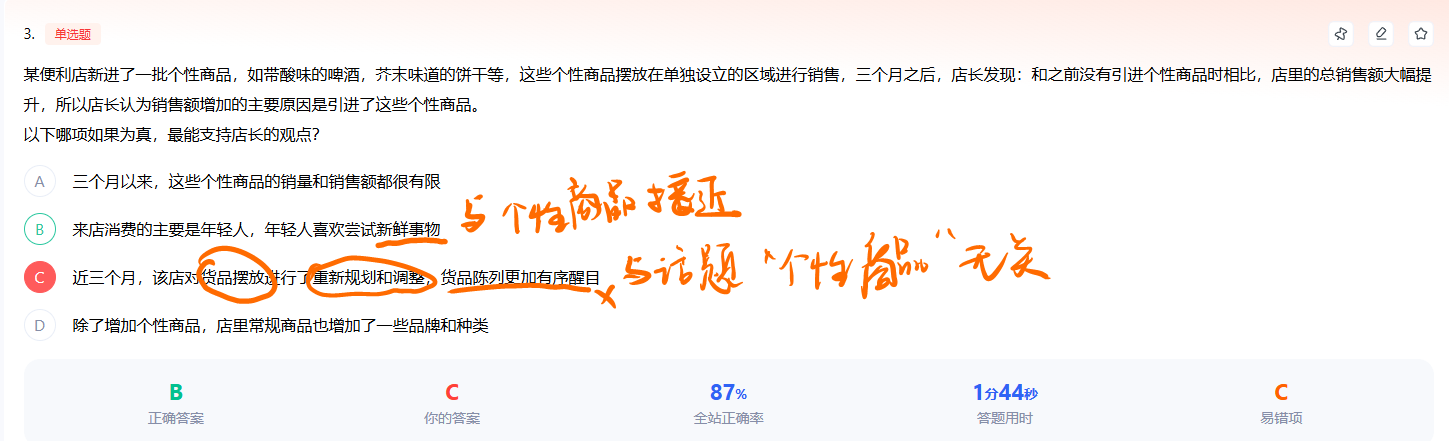 3. 单选题
某便利店新进了一批个性商品，如带酸味的啤酒，芥末味道的饼干等，这些个性商品摆放在单独设立的区域进行销售，三个月之后，店长发现：和之前没有引进个性商品时相比，店里的总销售额大幅提
升，所以店长认为销售额增加的主要原因是引进了这些个性商品。
以下哪项如果为真，最能支持店长的观点？
A 三个月以来，这些个性商品的销量和销售额都很有限
B 来店消费的主要是年轻人，年轻人喜欢尝试新鲜事物 与个性商品接近
C 近三个月，该店对货品摆放进行了重新规划和调整，货品陈列更加有序醒目 x 与话题"个性商品"无关
D 除了增加个性商品，店里常规商品也增加了一些品牌和种类
B C 87% 1分44秒 C
正确答案 你的答案 全站正确率 答题用时 易错项